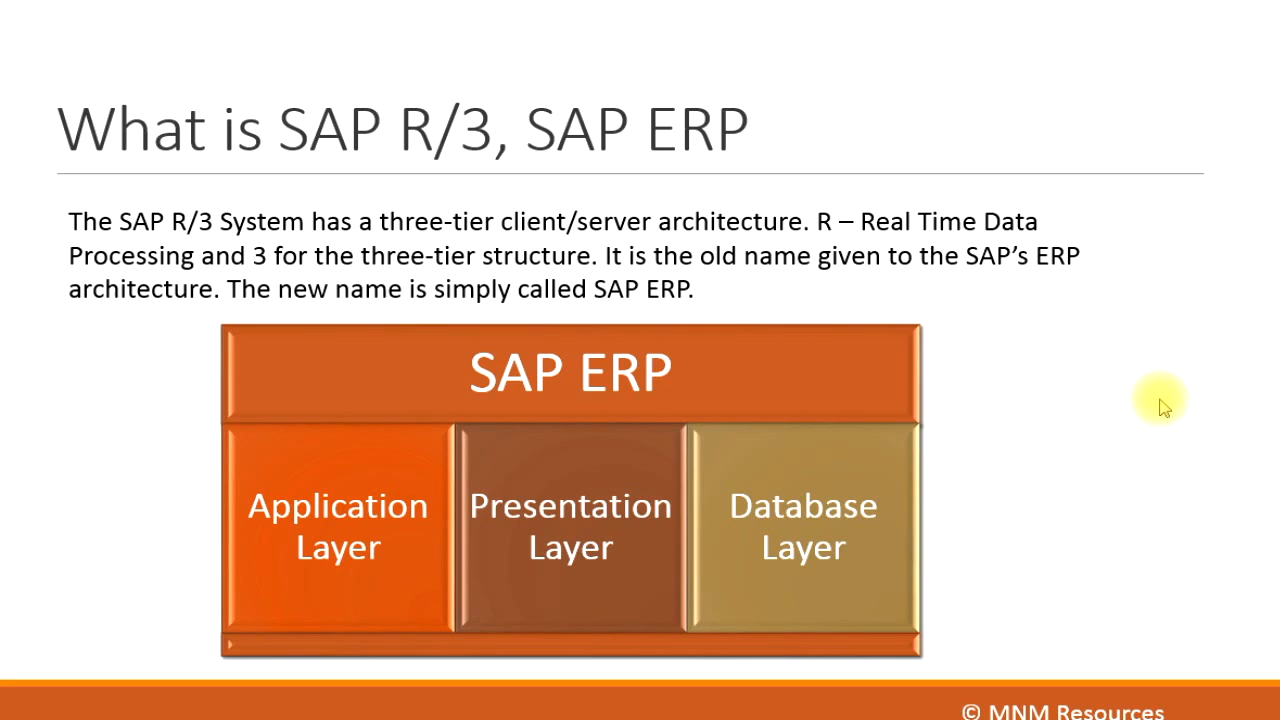 What is SAP R/3, SAP ERP
The SAP R/3 System has a three-tier client/server architecture. R – Real Time Data
Processing and 3 for the three-tier structure. It is the old name given to the SAP’s ERP
architecture. The new name is simply called SAP ERP.
SAP ERP
Application
Layer
Presentation
Layer
Database
Layer
© MNM Resources